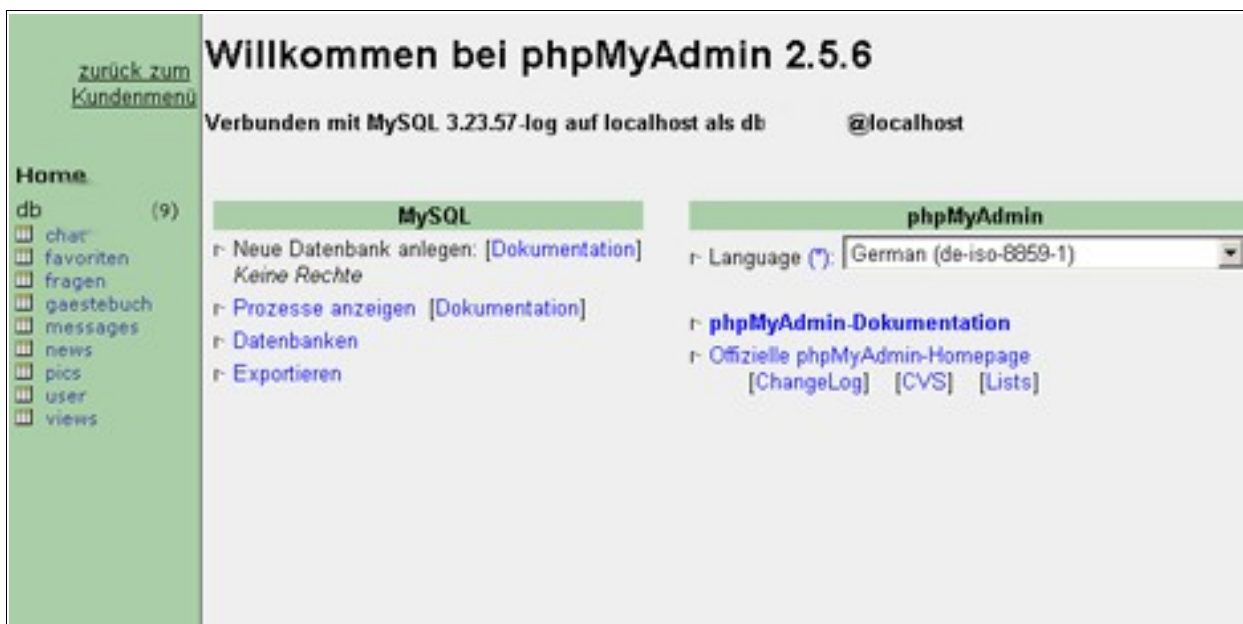 zurück zum
Kundenmenü
Home
db (9)
chat
favoriten
fragen
gaestebuch
messages
news
pics
user
views
Willkommen bei phpMyAdmin 2.5.6
Verbunden mit MySQL 3.23.57-log auf localhost als db @localhost
MySQL
Neue Datenbank anlegen: [Dokumentation]
Keine Rechte
Prozesse anzeigen [Dokumentation]
Datenbanken
Exportieren
phpMyAdmin
Language (*): German (de-iso-8859-1)
phpMyAdmin-Dokumentation
Offizielle phpMyAdmin-Homepage
[ChangeLog] [CVS] [Lists]